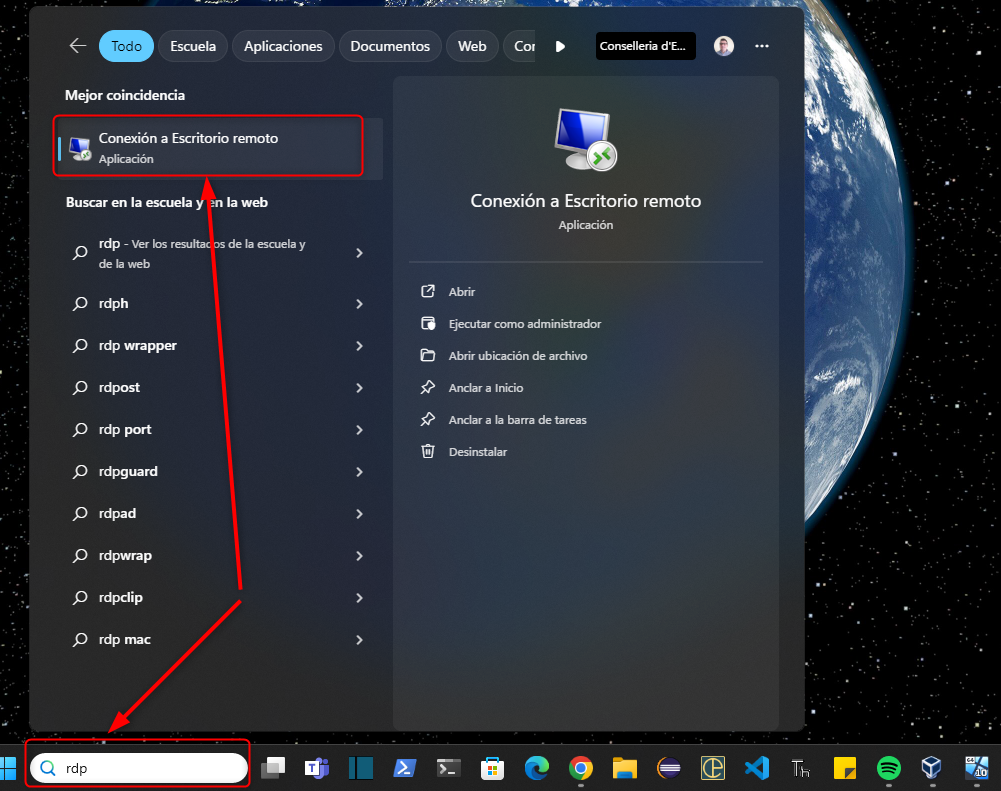 Todo
Escuela
Aplicaciones
Documentos
Web
Conselleria d'E...
Mejor coincidencia
Conexión a Escritorio remoto
Aplicación
Buscar en la escuela y en la web
rdp - Ver los resultados de la escuela y
de la web
rdph
rdp wrapper
rdpost
rdp port
rdpguard
rdpad
rdpwrap
rdpclip
rdp mac
Conexión a Escritorio remoto
Aplicación
Abrir
Ejecutar como administrador
Abrir ubicación de archivo
Anclar a Inicio
Anclar a la barra de tareas
Desinstalar
rdp